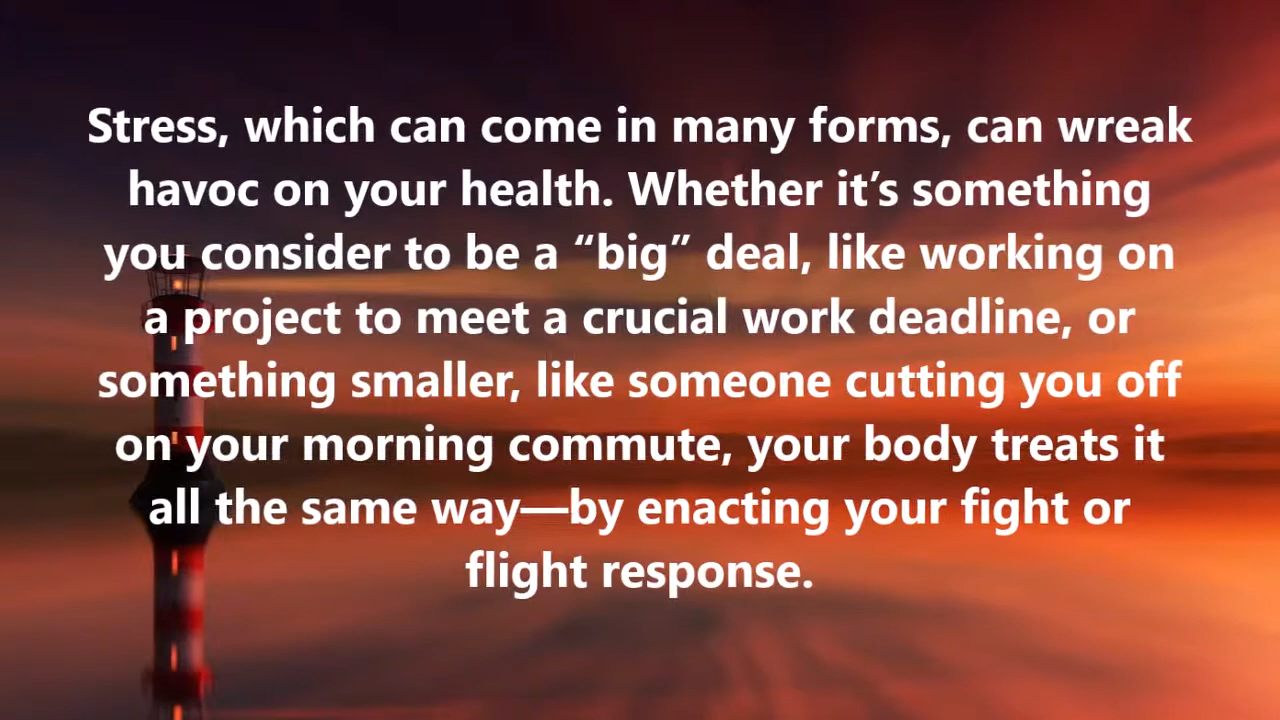 Stress, which can come in many forms, can wreak
havoc on your health. Whether it’s something
you consider to be a “big” deal, like working on
a project to meet a crucial work deadline, or
something smaller, like someone cutting you off
on your morning commute, your body treats it
all the same way—by enacting your fight or
flight response.